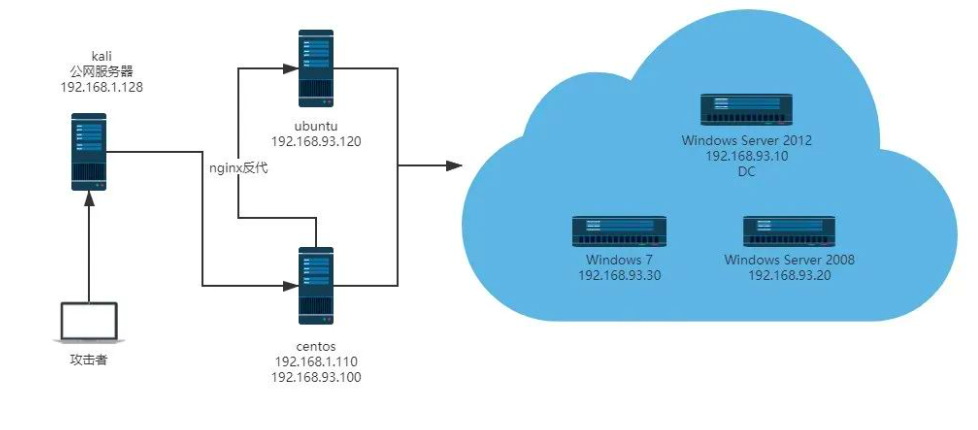 kali
公网服务器
192.168.1.128
ubuntu
192.168.93.120
nginx反代
Windows Server 2012
192.168.93.10
DC
Windows 7
192.168.93.30
Windows Server 2008
192.168.93.20
攻击者
centos
192.168.1.110
192.168.93.100